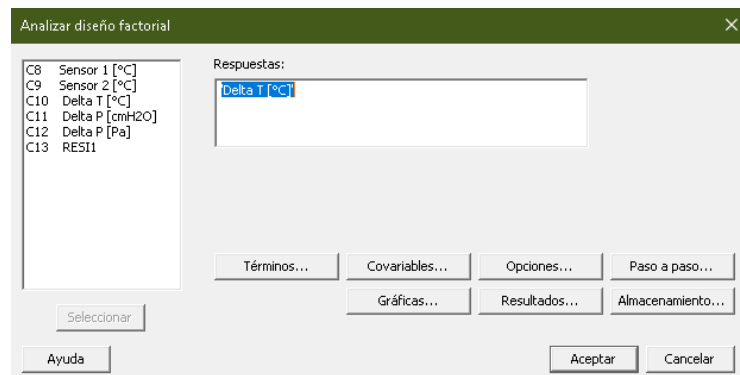 Analizar diseño factorial
C8 Sensor 1 [°C]
C9 Sensor 2 [°C]
C10 Delta T [°C]
C11 Delta P [cmH2O]
C12 Delta P [Pa]
C13 RESI1
Respuestas:
'Delta T [°C]'
Términos...
Covariables...
Opciones...
Paso a paso...
Gráficas...
Resultados...
Almacenamiento...
Seleccionar
Ayuda
Aceptar
Cancelar